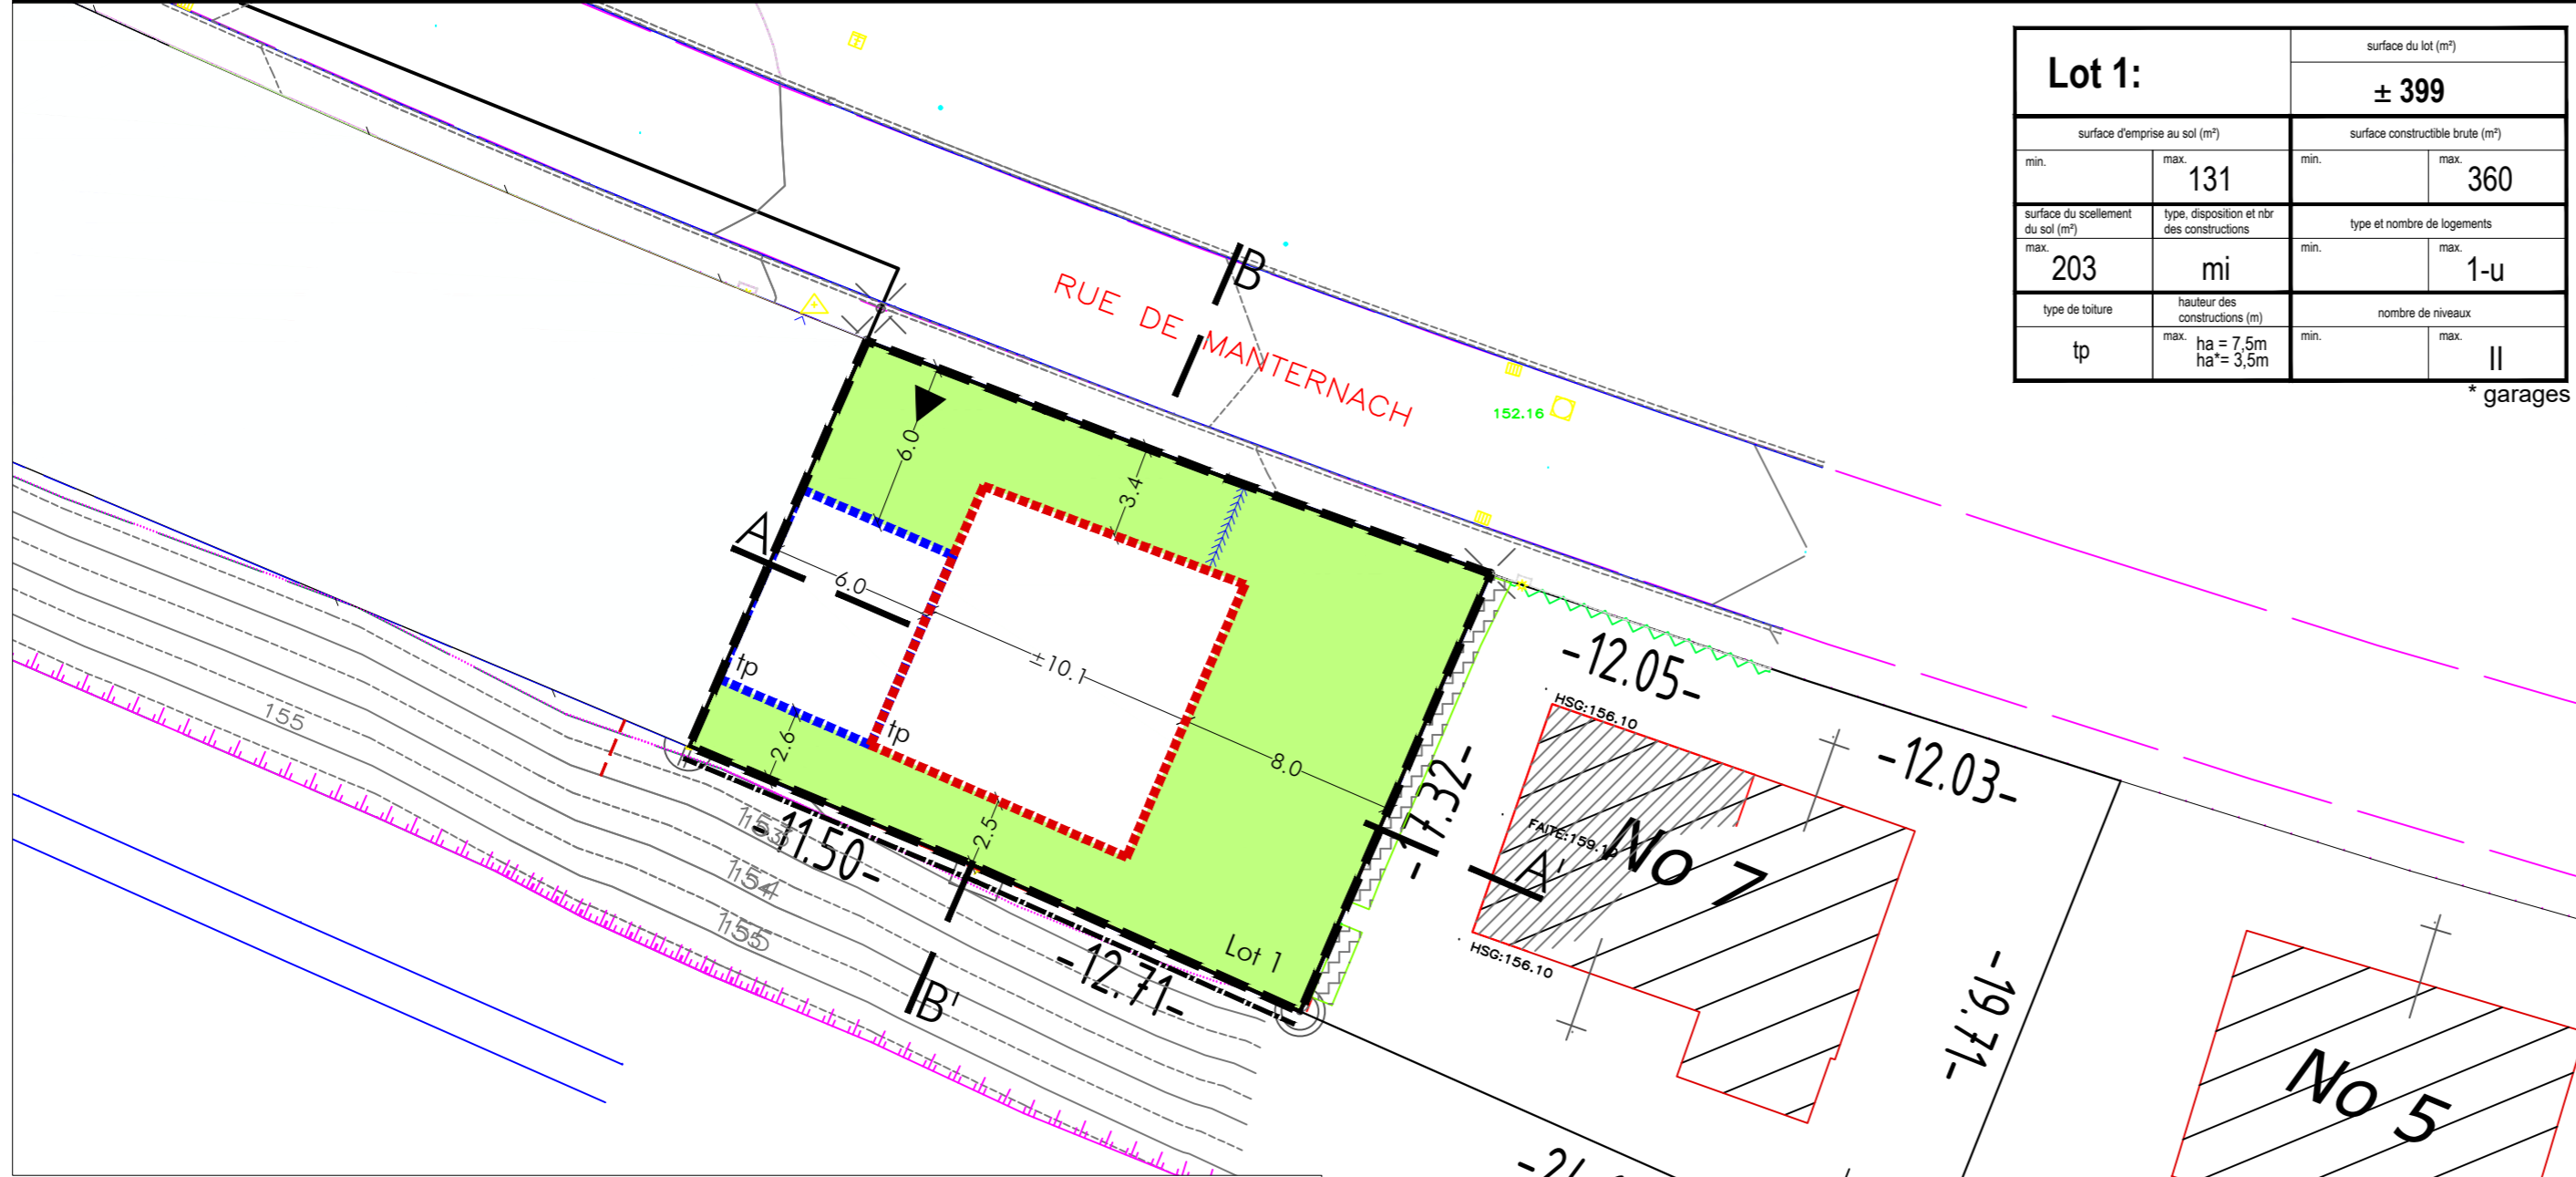 Lot 1:
surface du lot (m²)
± 399
surface d'emprise au sol (m²)
surface constructible brute (m²)
min.
max.
131
min.
max.
360
surface du scellement
du sol (m²)
type, disposition et nbr
des constructions
type et nombre de logements
max.
203
mi
min.
max.
1-u
type de toiture
hauteur des
constructions (m)
nombre de niveaux
tp
max.
ha = 7,5m
ha*= 3,5m
min.
max.
II
* garages
B
RUE DE MANTERNACH
152.16
6.0
3.4
A
6.0
±10.1
8.0
tp
tp
2.6
2.5
Lot 1
-11.50-
-12.71-
B'
155
153
154
155
-12.05-
-17.32-
HSG:156.10
FAITE:159.10
No 7
A'
HSG:156.10
-12.03-
-19.71-
No 5